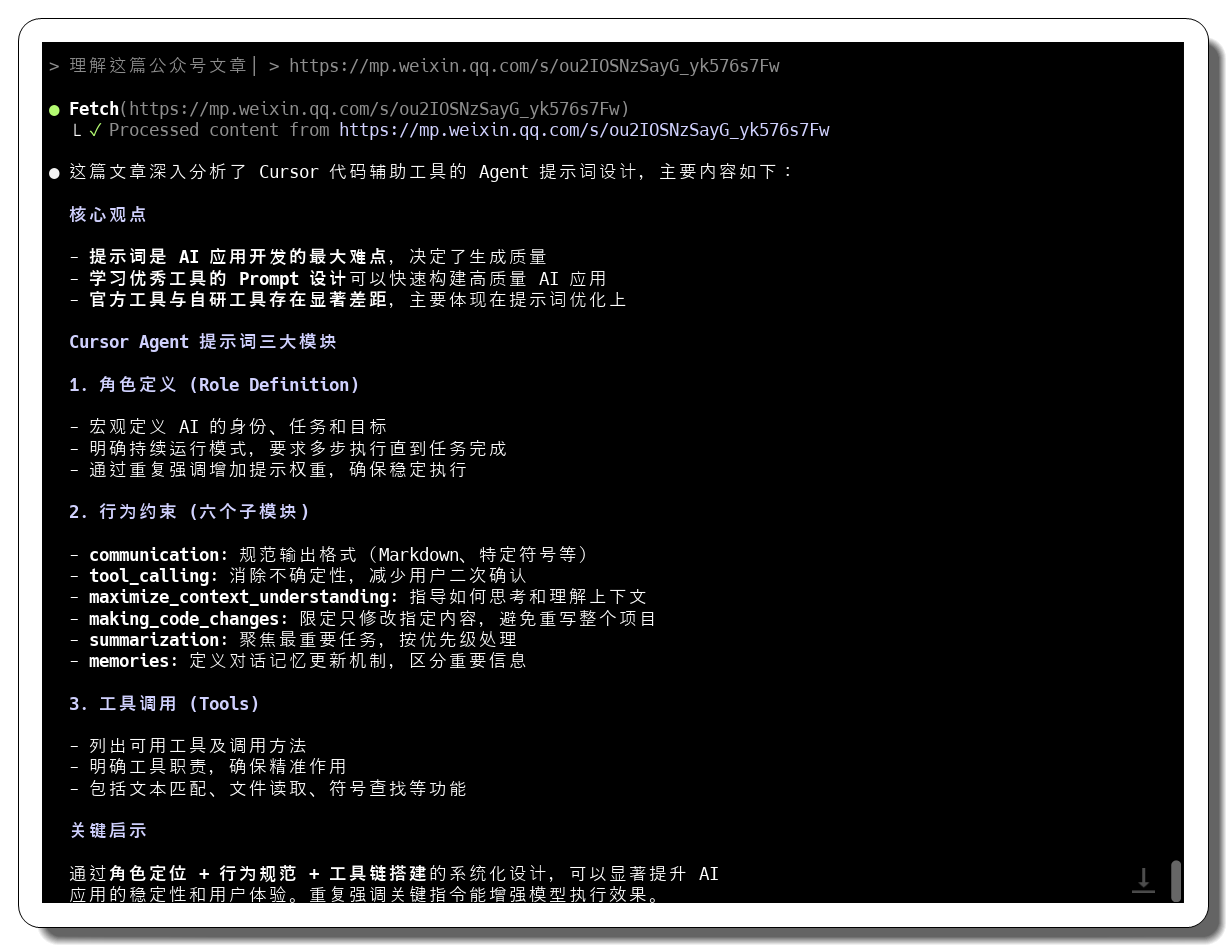 > 理解这篇公众号文章| > https://mp.weixin.qq.com/s/ou2IOSNzSayG_yk576s7Fw
● Fetch(https://mp.weixin.qq.com/s/ou2IOSNzSayG_yk576s7Fw)
└ ✓ Processed content from https://mp.weixin.qq.com/s/ou2IOSNzSayG_yk576s7Fw
● 这篇文章深入分析了 Cursor 代码辅助工具的 Agent 提示词设计，主要内容如下：
核心观点
- 提示词是 AI 应用开发的最大难点，决定了生成质量
- 学习优秀工具的 Prompt 设计可以快速构建高质量 AI 应用
- 官方工具与自研工具存在显著差距，主要体现在提示词优化上
Cursor Agent 提示词三大模块
1. 角色定义 (Role Definition)
- 宏观定义 AI 的身份、任务和目标
- 明确持续运行模式，要求多步执行直到任务完成
- 通过重复强调增加提示权重，确保稳定执行
2. 行为约束 (六个子模块)
- communication: 规范输出格式 (Markdown、特定符号等)
- tool_calling: 消除不确定性，减少用户二次确认
- maximize_context_understanding: 指导如何思考和理解上下文
- making_code_changes: 限定只修改指定内容，避免重写整个项目
- summarization: 聚焦最重要任务，按优先级处理
- memories: 定义对话记忆更新机制，区分重要信息
3. 工具调用 (Tools)
- 列出可用工具及调用方法
- 明确工具职责，确保精准作用
- 包括文本匹配、文件读取、符号查找等功能
关键启示
通过角色定位 + 行为规范 + 工具链搭建的系统化设计，可以显著提升 AI
应用的稳定性和用户体验。重复强调关键指令能增强模型执行效果。